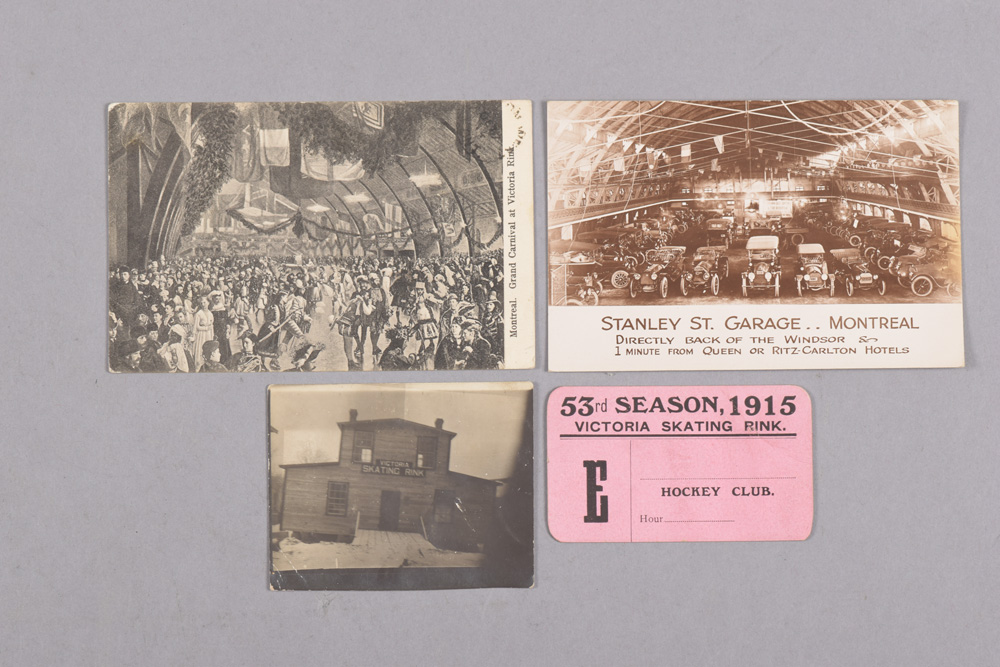 Montreal. Grand Carnival at Victoria Rink.
STANLEY ST. GARAGE .. MONTREAL
DIRECTLY BACK OF THE WINDSOR &
1 MINUTE FROM QUEEN OR RITZ-CARLTON HOTELS
VICTORIA
SKATING RINK
53rd SEASON, 1915
VICTORIA SKATING RINK.
E
HOCKEY CLUB.
Hour